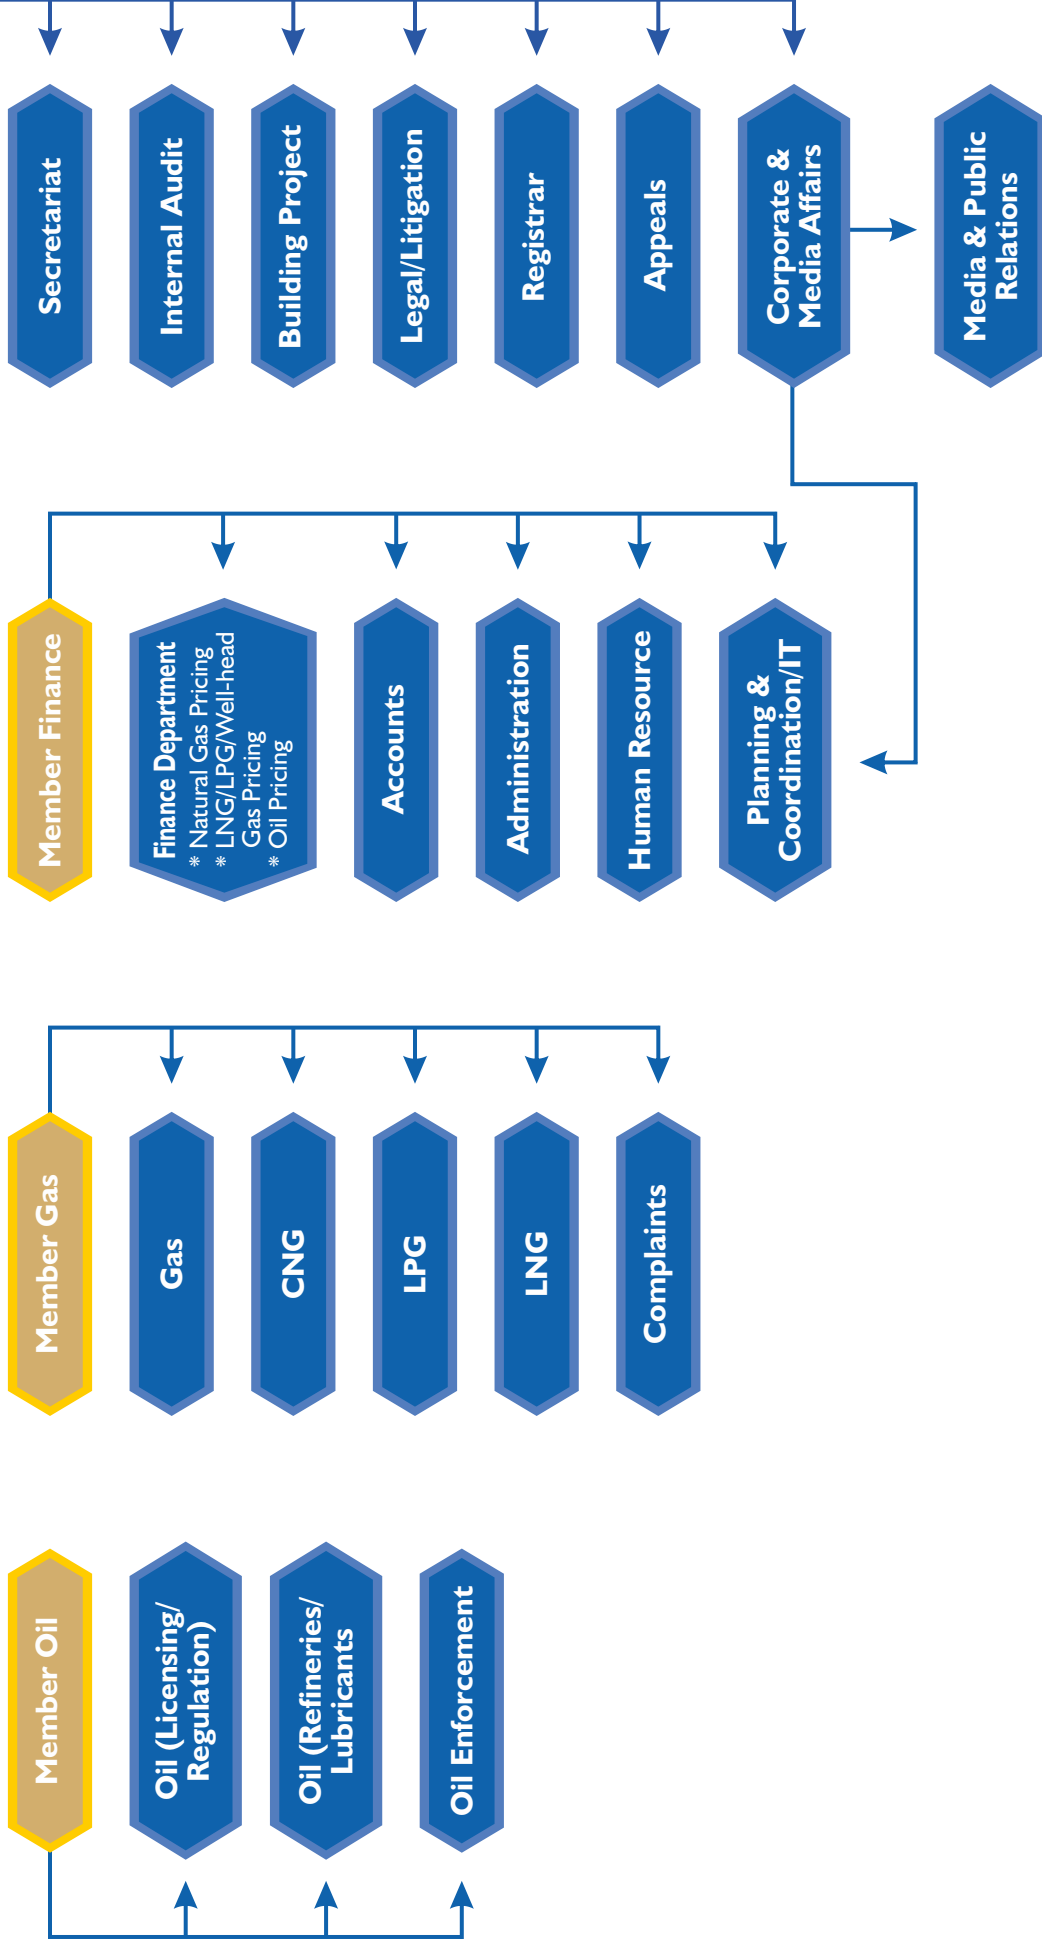 Member Oil
Oil (Licensing/
Regulation)
Oil (Refineries/
Lubricants
Oil Enforcement
Member Gas
Gas
CNG
LPG
LNG
Complaints
Member Finance
Finance Department
* Natural Gas Pricing
* LNG/LPG/Well-head
Gas Pricing
* Oil Pricing
Accounts
Administration
Human Resource
Planning &
Coordination/IT
Secretariat
Internal Audit
Building Project
Legal/Litigation
Registrar
Appeals
Corporate &
Media Affairs
Media & Public
Relations